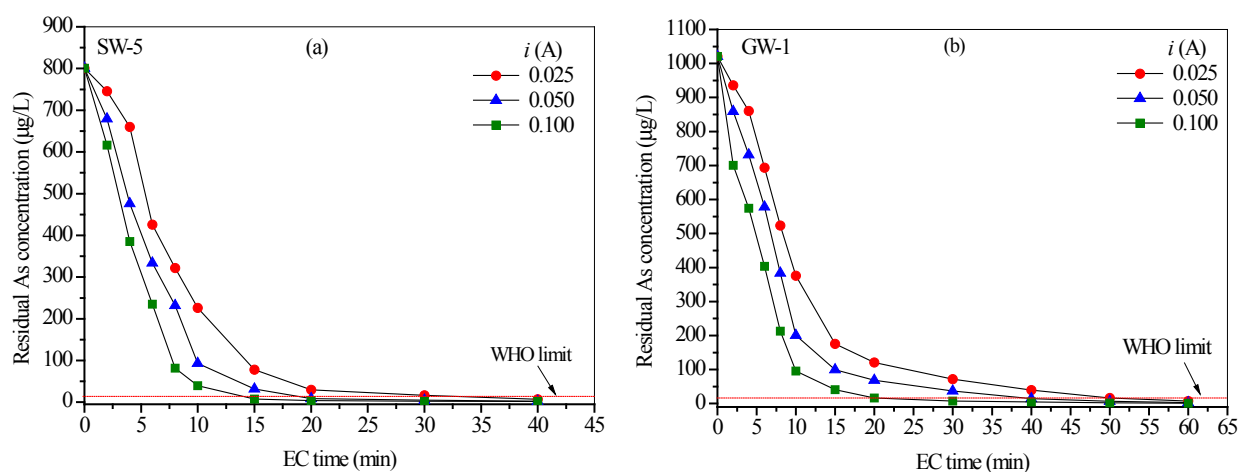 SW-5
(a)
i (A)
0.025
0.050
0.100
WHO limit
Residual As concentration (µg/L)
900
800
700
600
500
400
300
200
100
0
0 5 10 15 20 25 30 35 40 45
EC time (min)
GW-1
(b)
i (A)
0.025
0.050
0.100
WHO limit
Residual As concentration (µg/L)
1100
1000
900
800
700
600
500
400
300
200
100
0
0 5 10 15 20 25 30 35 40 45 50 55 60 65
EC time (min)